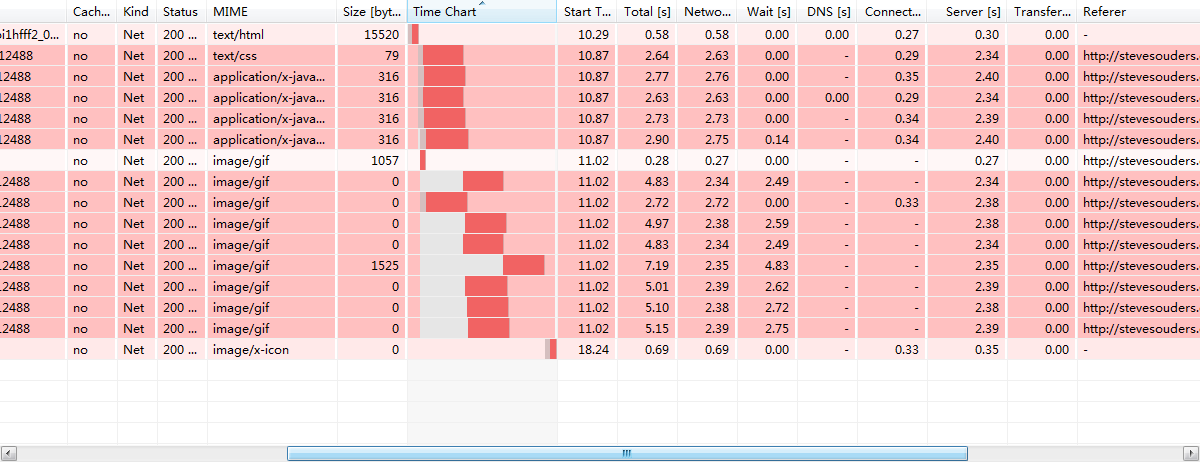 Cach... Kind Status MIME Size [byt... Time Chart Start T... Total [s] Netwo... Wait [s] DNS [s] Connect... Server [s] Transfer... Referer
i1hfff2_0... no Net 200 ... text/html 15520 10.29 0.58 0.58 0.00 0.00 0.27 0.30 0.00 -
12488 no Net 200 ... text/css 79 10.87 2.64 2.63 0.00 - 0.29 2.34 0.00 http://stevesouders.
12488 no Net 200 ... application/x-java... 316 10.87 2.77 2.76 0.00 - 0.35 2.40 0.00 http://stevesouders.
12488 no Net 200 ... application/x-java... 316 10.87 2.63 2.63 0.00 0.00 0.29 2.34 0.00 http://stevesouders.
12488 no Net 200 ... application/x-java... 316 10.87 2.73 2.73 0.00 - 0.34 2.39 0.00 http://stevesouders.
12488 no Net 200 ... application/x-java... 316 10.87 2.90 2.75 0.14 - 0.34 2.40 0.00 http://stevesouders.
no Net 200 ... image/gif 1057 11.02 0.28 0.27 0.00 - - 0.27 0.00 http://stevesouders.
12488 no Net 200 ... image/gif 0 11.02 4.83 2.34 2.49 - - 2.34 0.00 http://stevesouders.
12488 no Net 200 ... image/gif 0 11.02 2.72 2.72 0.00 - 0.33 2.38 0.00 http://stevesouders.
12488 no Net 200 ... image/gif 0 11.02 4.97 2.38 2.59 - - 2.38 0.00 http://stevesouders.
12488 no Net 200 ... image/gif 0 11.02 4.83 2.34 2.49 - - 2.34 0.00 http://stevesouders.
12488 no Net 200 ... image/gif 1525 11.02 7.19 2.35 4.83 - - 2.35 0.00 http://stevesouders.
12488 no Net 200 ... image/gif 0 11.02 5.01 2.39 2.62 - - 2.39 0.00 http://stevesouders.
12488 no Net 200 ... image/gif 0 11.02 5.10 2.38 2.72 - - 2.38 0.00 http://stevesouders.
12488 no Net 200 ... image/gif 0 11.02 5.15 2.39 2.75 - - 2.39 0.00 http://stevesouders.
no Net 200 ... image/x-icon 0 18.24 0.69 0.69 0.00 - 0.33 0.35 0.00 -